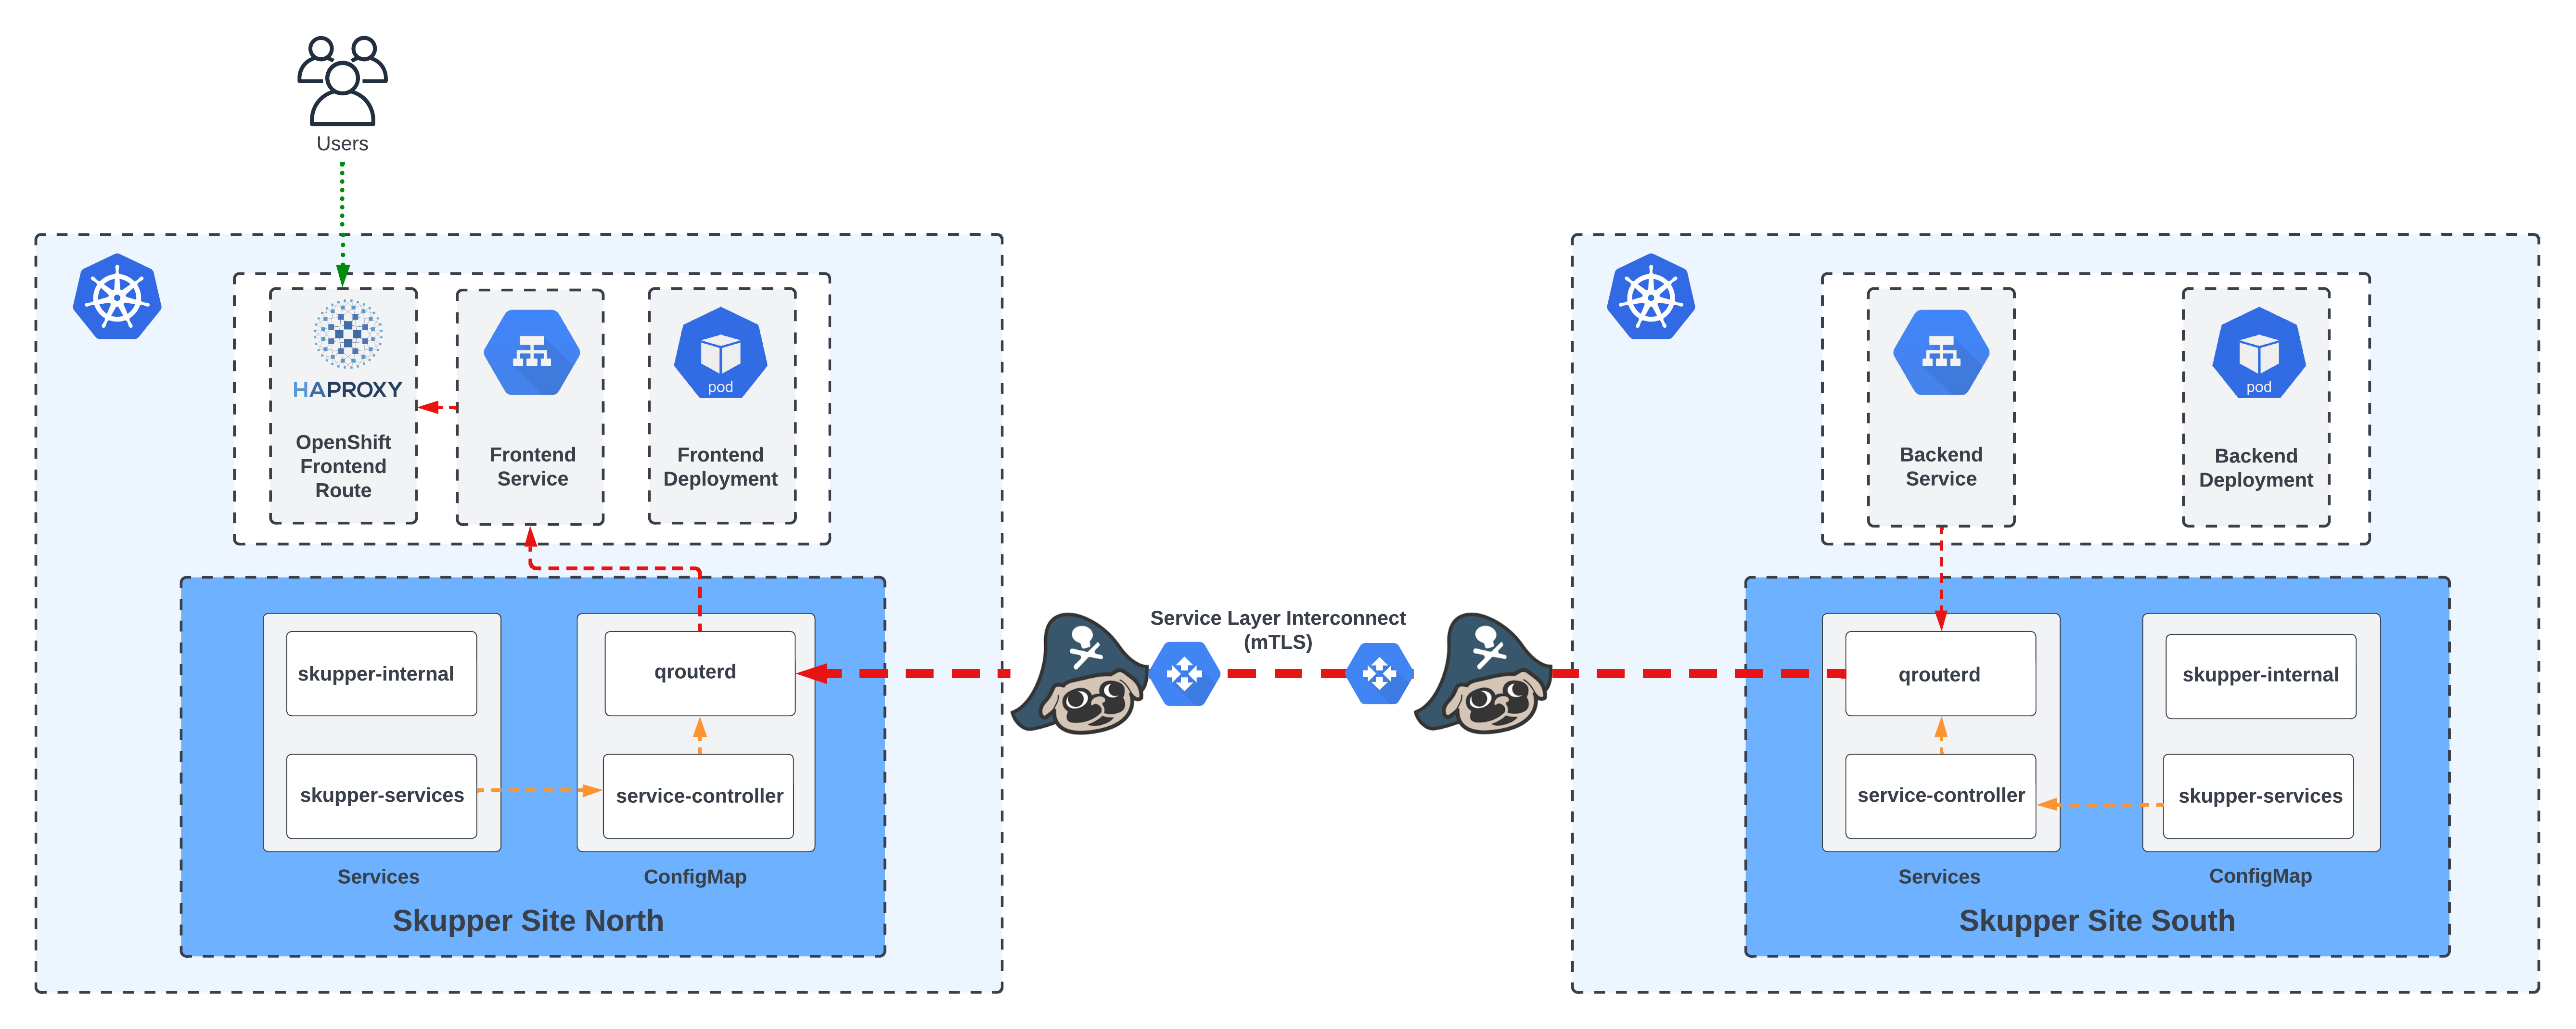 Users
HAPROXY
OpenShift
Frontend
Route
Frontend
Service
pod
Frontend
Deployment
skupper-internal
qrouterd
skupper-services
service-controller
Services
ConfigMap
Skupper Site North
Service Layer Interconnect
(mTLS)
Backend
Service
pod
Backend
Deployment
qrouterd
skupper-internal
service-controller
skupper-services
Services
ConfigMap
Skupper Site South